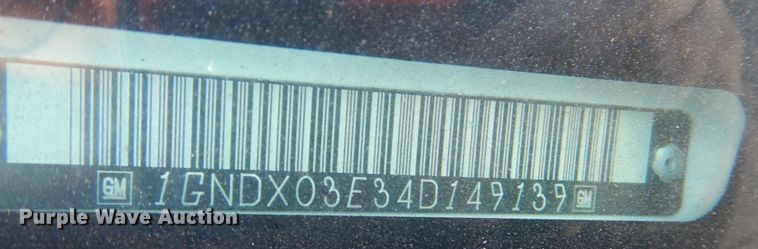 GM 1GNDX03E34D149139 GM
Purple Wave Auction